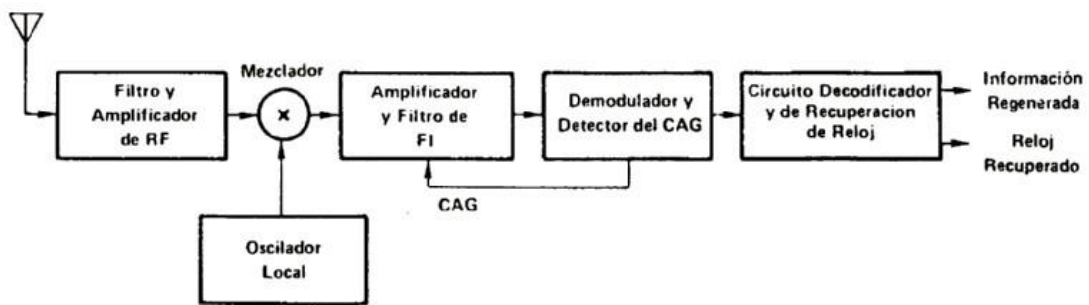 Filtro y
Amplificador
de RF
Mezclador
x
Amplificador
y Filtro de
FI
Demodulador y
Detector del CAG
Circuito Decodificador
y de Recuperacion
de Reloj
Información
Regenerada
Reloj
Recuperado
CAG
Oscilador
Local